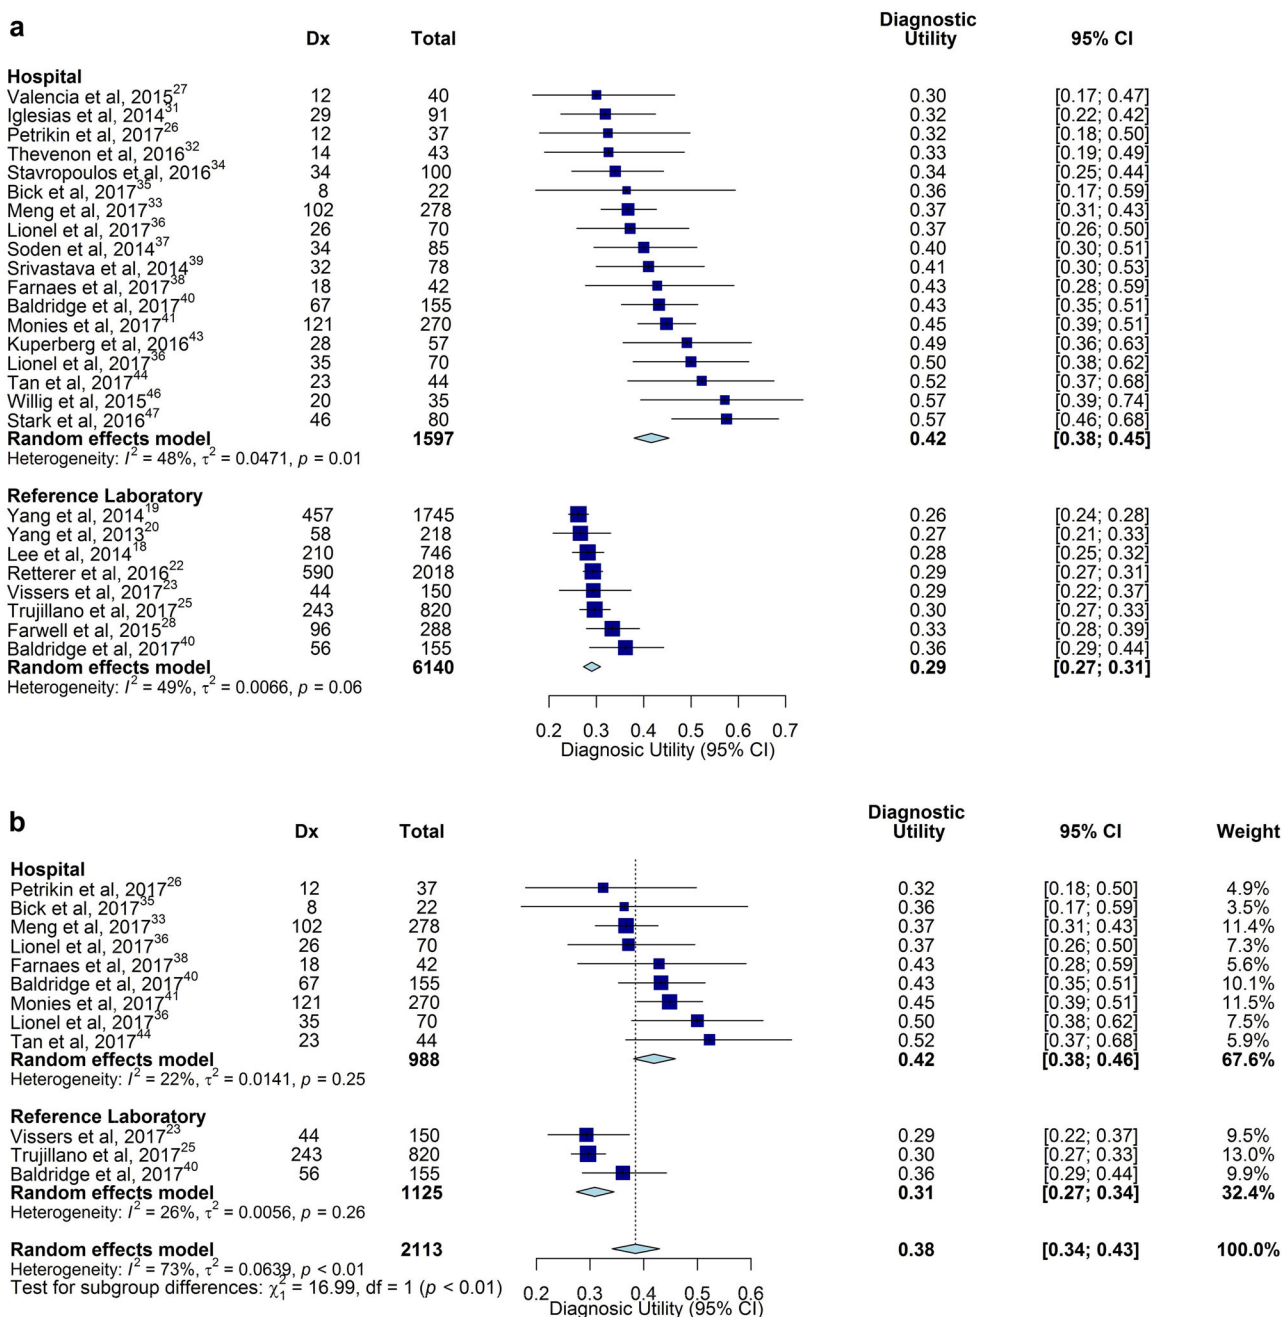 a
Dx Total Diagnostic Utility 95% CI
Hospital
Valencia et al, 2015²⁷ 12 40 0.30 [0.17; 0.47]
Iglesias et al, 2014³¹ 29 91 0.32 [0.22; 0.42]
Petrikin et al, 2017²⁶ 12 37 0.32 [0.18; 0.50]
Thevenon et al, 2016³² 14 43 0.33 [0.19; 0.49]
Stavropoulos et al, 2016³⁴ 34 100 0.34 [0.25; 0.44]
Bick et al, 2017³⁵ 8 22 0.36 [0.17; 0.59]
Meng et al, 2017³³ 102 278 0.37 [0.31; 0.43]
Lionel et al, 2017³⁶ 26 70 0.37 [0.26; 0.50]
Soden et al, 2014³⁷ 34 85 0.40 [0.30; 0.51]
Srivastava et al, 2014³⁹ 32 78 0.41 [0.30; 0.53]
Farnaes et al, 2017³⁸ 18 42 0.43 [0.28; 0.59]
Baldridge et al, 2017⁴⁰ 67 155 0.43 [0.35; 0.51]
Monies et al, 2017⁴¹ 121 270 0.45 [0.39; 0.51]
Kuperberg et al, 2016⁴³ 28 57 0.49 [0.36; 0.63]
Lionel et al, 2017³⁶ 35 70 0.50 [0.38; 0.62]
Tan et al, 2017⁴⁴ 23 44 0.52 [0.37; 0.68]
Willig et al, 2015⁴⁶ 20 35 0.57 [0.39; 0.74]
Stark et al, 2016⁴⁷ 46 80 0.57 [0.46; 0.68]
Random effects model 1597 0.42 [0.38; 0.45]
Heterogeneity: I² = 48%, τ² = 0.0471, p = 0.01
Reference Laboratory
Yang et al, 2014¹⁹ 457 1745 0.26 [0.24; 0.28]
Yang et al, 2013²⁰ 58 218 0.27 [0.21; 0.33]
Lee et al, 2014¹⁸ 210 746 0.28 [0.25; 0.32]
Retterer et al, 2016²² 590 2018 0.29 [0.27; 0.31]
Vissers et al, 2017²³ 44 150 0.29 [0.22; 0.37]
Trujillano et al, 2017²⁵ 243 820 0.30 [0.27; 0.33]
Farwell et al, 2015²⁸ 96 288 0.33 [0.28; 0.39]
Baldridge et al, 2017⁴⁰ 56 155 0.36 [0.29; 0.44]
Random effects model 6140 0.29 [0.27; 0.31]
Heterogeneity: I² = 49%, τ² = 0.0066, p = 0.06
0.2 0.3 0.4 0.5 0.6 0.7
Diagnosic Utility (95% CI)
b
Dx Total Diagnostic Utility 95% CI Weight
Hospital
Petrikin et al, 2017²⁶ 12 37 0.32 [0.18; 0.50] 4.9%
Bick et al, 2017³⁵ 8 22 0.36 [0.17; 0.59] 3.5%
Meng et al, 2017³³ 102 278 0.37 [0.31; 0.43] 11.4%
Lionel et al, 2017³⁶ 26 70 0.37 [0.26; 0.50] 7.3%
Farnaes et al, 2017³⁸ 18 42 0.43 [0.28; 0.59] 5.6%
Baldridge et al, 2017⁴⁰ 67 155 0.43 [0.35; 0.51] 10.1%
Monies et al, 2017⁴¹ 121 270 0.45 [0.39; 0.51] 11.5%
Lionel et al, 2017³⁶ 35 70 0.50 [0.38; 0.62] 7.5%
Tan et al, 2017⁴⁴ 23 44 0.52 [0.37; 0.68] 5.9%
Random effects model 988 0.42 [0.38; 0.46] 67.6%
Heterogeneity: I² = 22%, τ² = 0.0141, p = 0.25
Reference Laboratory
Vissers et al, 2017²³ 44 150 0.29 [0.22; 0.37] 9.5%
Trujillano et al, 2017²⁵ 243 820 0.30 [0.27; 0.33] 13.0%
Baldridge et al, 2017⁴⁰ 56 155 0.36 [0.29; 0.44] 9.9%
Random effects model 1125 0.31 [0.27; 0.34] 32.4%
Heterogeneity: I² = 26%, τ² = 0.0056, p = 0.26
Random effects model 2113 0.38 [0.34; 0.43] 100.0%
Heterogeneity: I² = 73%, τ² = 0.0639, p < 0.01
Test for subgroup differences: χ₁² = 16.99, df = 1 (p < 0.01)
0.2 0.3 0.4 0.5 0.6
Diagnosic Utility (95% CI)